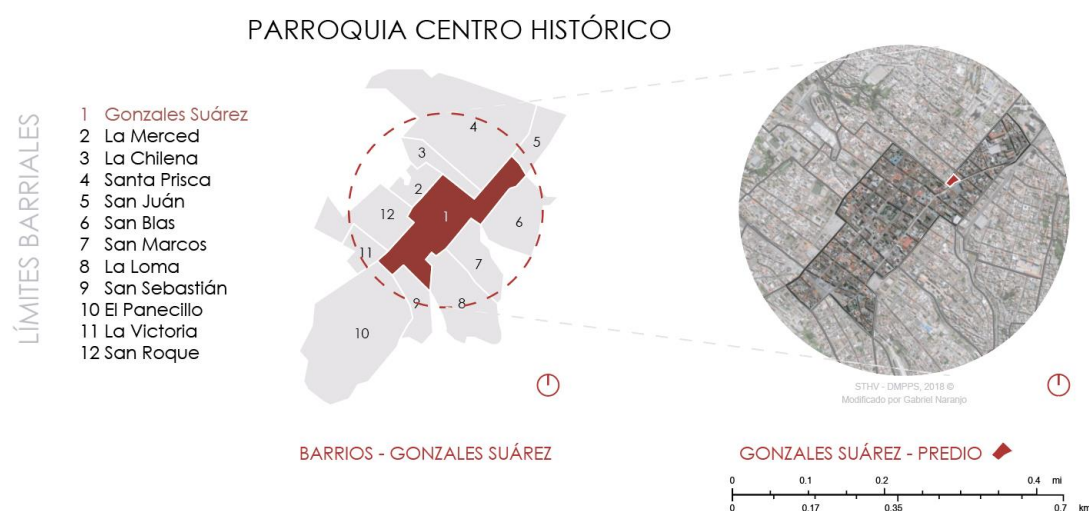 PARROQUIA CENTRO HISTÓRICO
LÍMITES BARRIALES
1 Gonzales Suárez
2 La Merced
3 La Chilena
4 Santa Prisca
5 San Juán
6 San Blas
7 San Marcos
8 La Loma
9 San Sebastián
10 El Panecillo
11 La Victoria
12 San Roque
4
5
3
2
12
1
6
11
7
9
8
10
STHV - DMPPS, 2018 ©
Modificado por Gabriel Naranjo
BARRIOS - GONZALES SUÁREZ
GONZALES SUÁREZ - PREDIO
0 0.1 0.2 0.4 mi
0 0.17 0.35 0.7 km